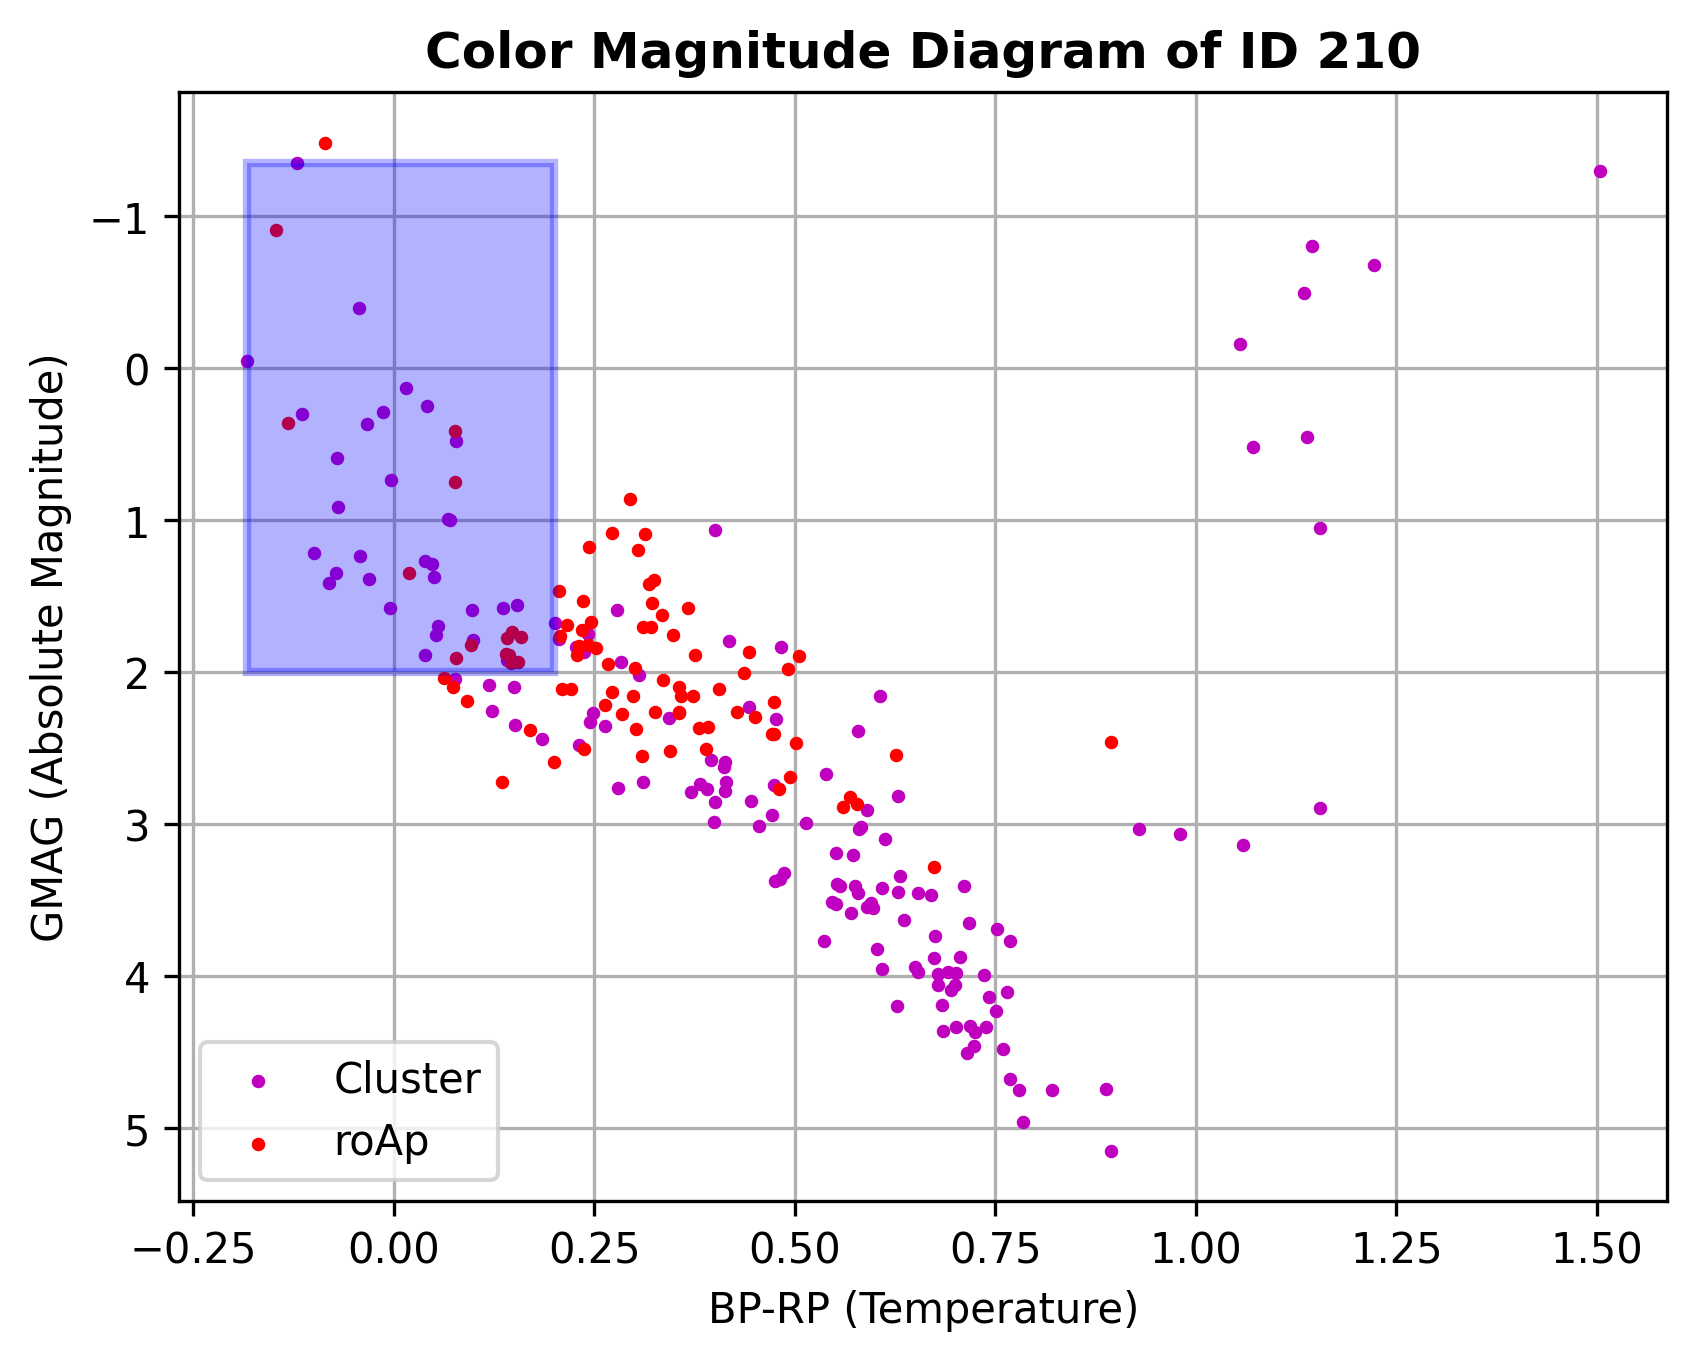 Color Magnitude Diagram of ID 210
GMAG (Absolute Magnitude)
−1
0
1
2
3
4
5
Cluster
roAp
−0.25 0.00 0.25 0.50 0.75 1.00 1.25 1.50
BP-RP (Temperature)